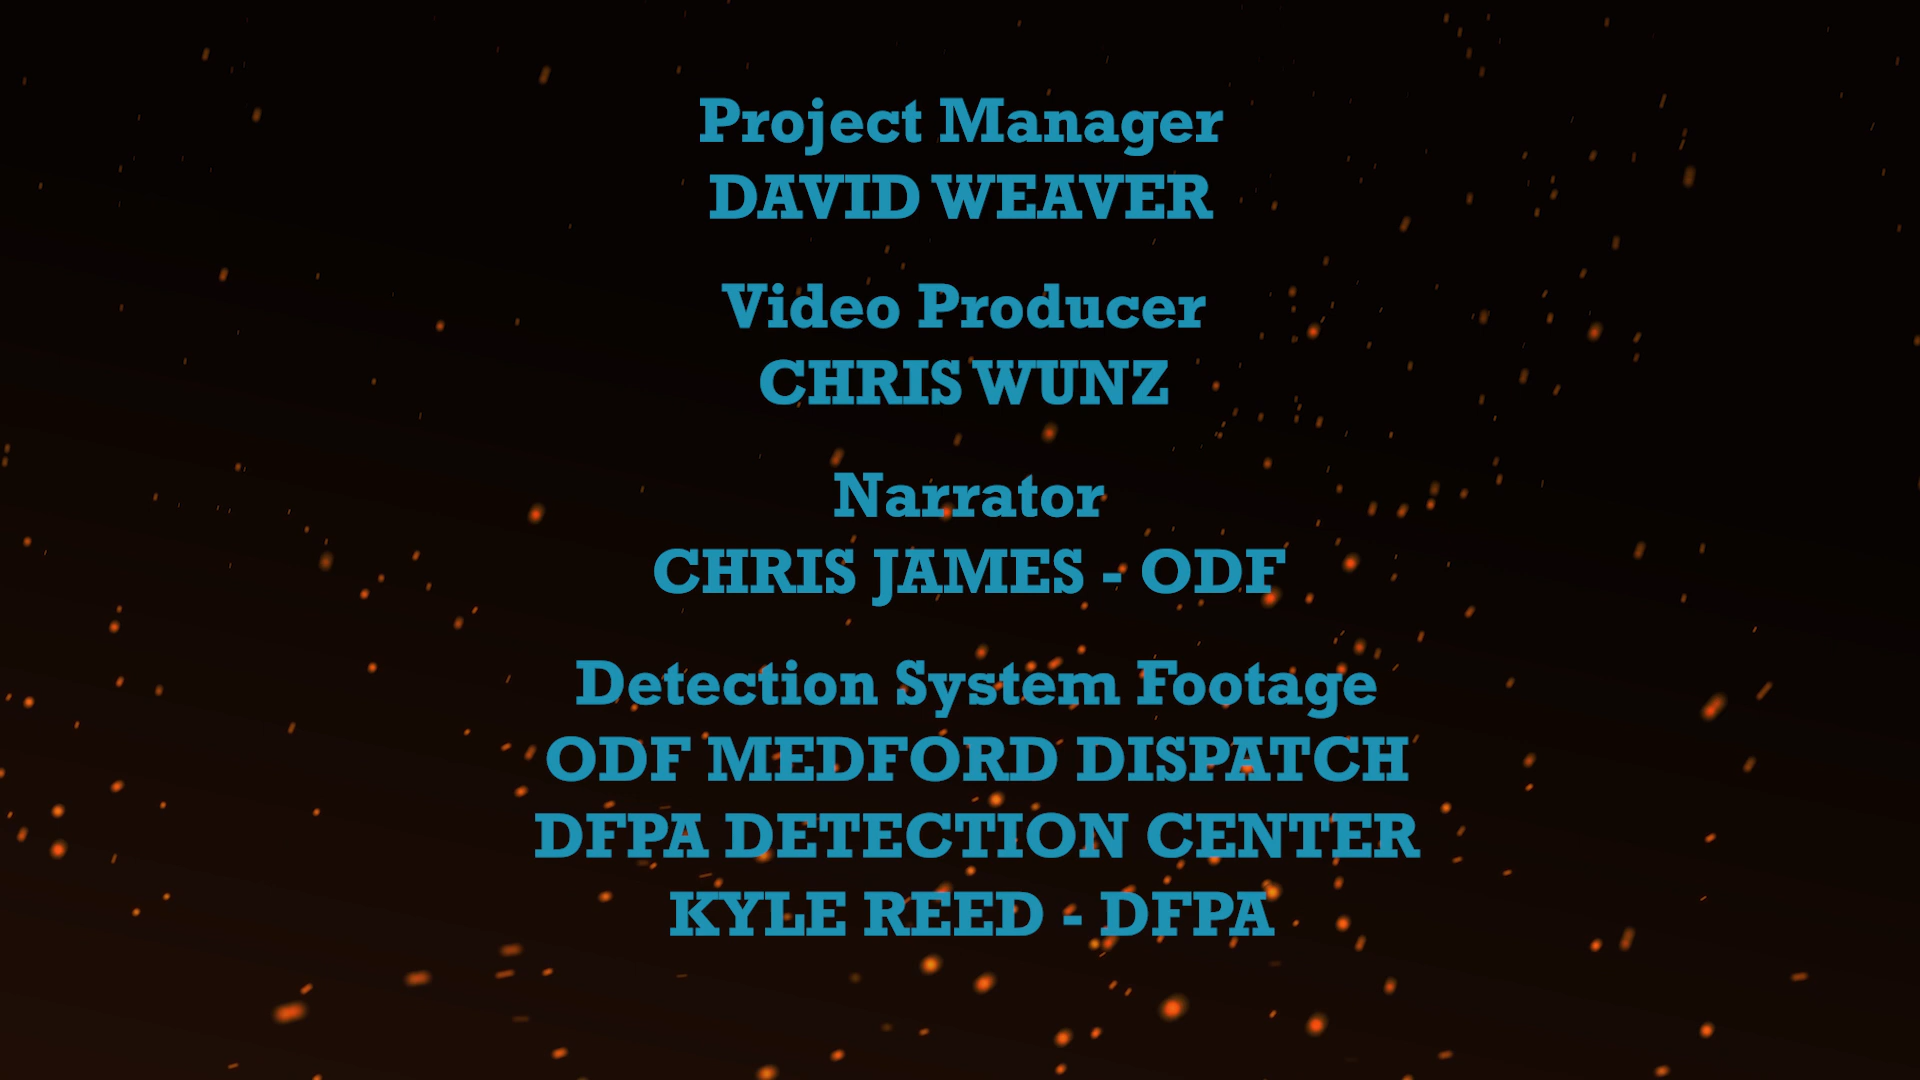 Project Manager
DAVID WEAVER
Video Producer
CHRIS WUNZ
Narrator
CHRIS JAMES - ODF
Detection System Footage
ODF MEDFORD DISPATCH
DFPA DETECTION CENTER
KYLE REED - DFPA